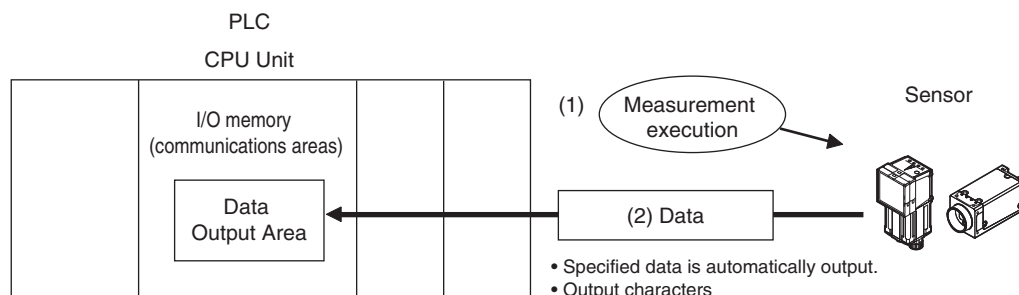 PLC
CPU Unit
I/O memory
(communications areas)
Data
Output Area
(1)
Measurement
execution
Sensor
(2) Data
• Specified data is automatically output.
• Output characters